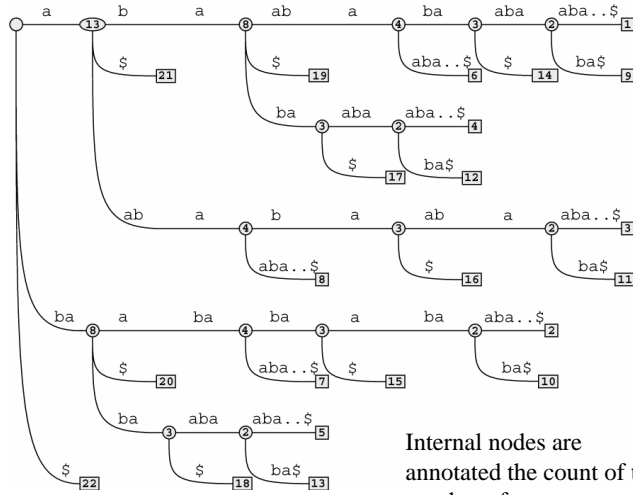 a b a ab a ba aba aba..$
13 8 4 3 2
$ $ aba..$ $ ba$
21 19 6 14 9
ba aba aba..$
3 2 4
$ ba$
17 12
ab a b a ab a aba..$
4 3 2 3
aba..$ $ ba$
8 16 11
ba a ba ba a ba aba..$
8 4 3 2 2
$ aba..$ $ ba$
20 7 15 10
ba aba aba..$
3 2 5
Internal nodes are
$ $ ba$ annotated the count of
22 18 13